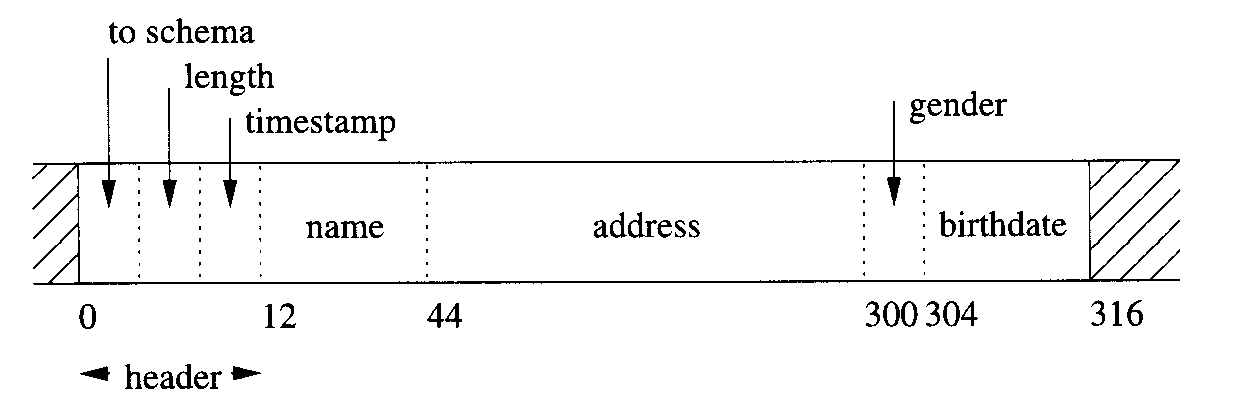 to schema
length
timestamp
gender
name address birthdate
0 12 44 300 304 316
header